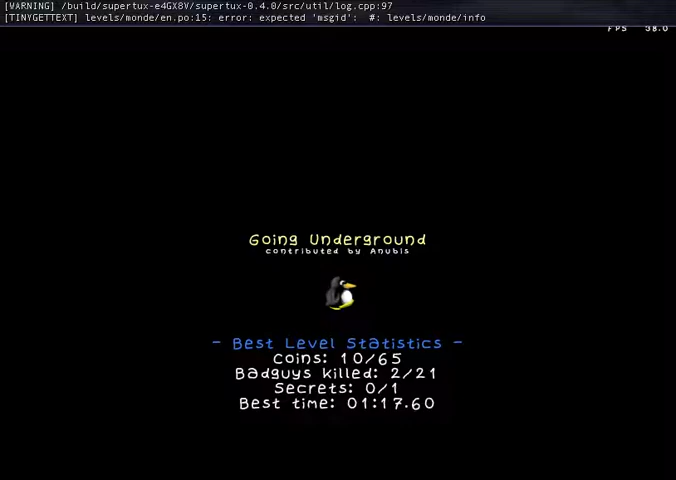 [WARNING] /build/supertux-e4GX8V/supertux-0.4.0/src/util/log.cpp:97
[TINYGETTEXT] levels/monde/en.po:15: error: expected 'msgid':  #: levels/monde/info
FPS 38.0
Going Underground
contributed by Anubis
- Best Level Statistics -
Coins: 10/65
Badguys killed: 2/21
Secrets: 0/1
Best time: 01:17.60